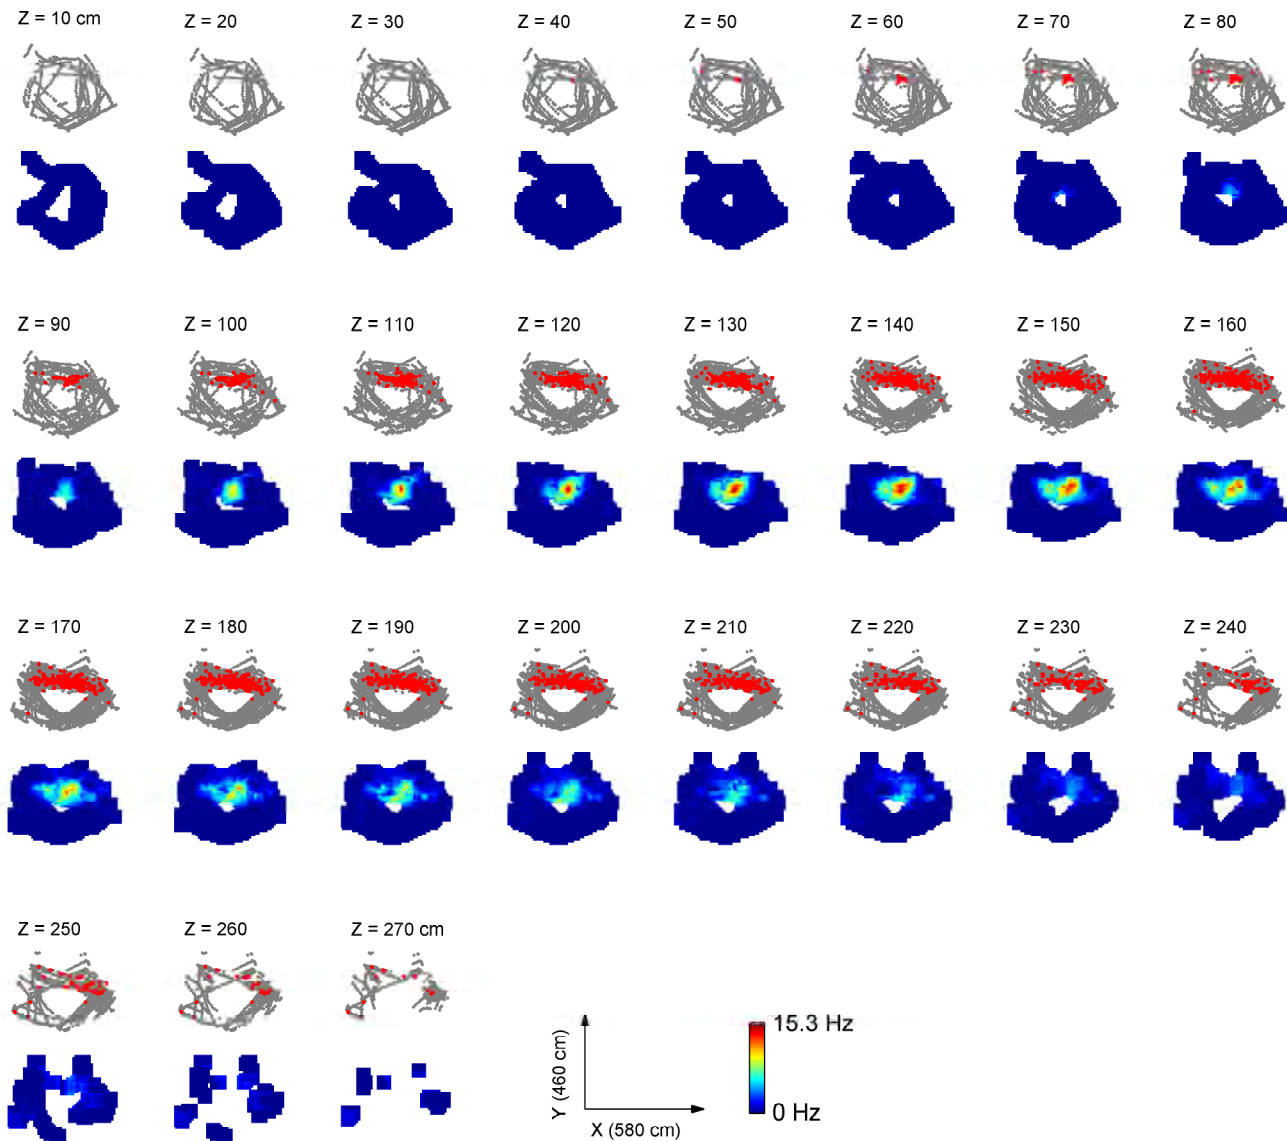 Z = 10 cm Z = 20 Z = 30 Z = 40 Z = 50 Z = 60 Z = 70 Z = 80
Z = 90 Z = 100 Z = 110 Z = 120 Z = 130 Z = 140 Z = 150 Z = 160
Z = 170 Z = 180 Z = 190 Z = 200 Z = 210 Z = 220 Z = 230 Z = 240
Z = 250 Z = 260 Z = 270 cm
Y (460 cm)
X (580 cm)
15.3 Hz
0 Hz